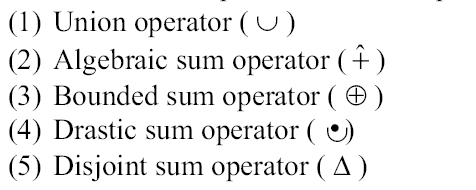 (1) Union operator ( ∪ )
(2) Algebraic sum operator ( +̂ )
(3) Bounded sum operator ( ⊕ )
(4) Drastic sum operator ( ⨃ )
(5) Disjoint sum operator ( Δ )